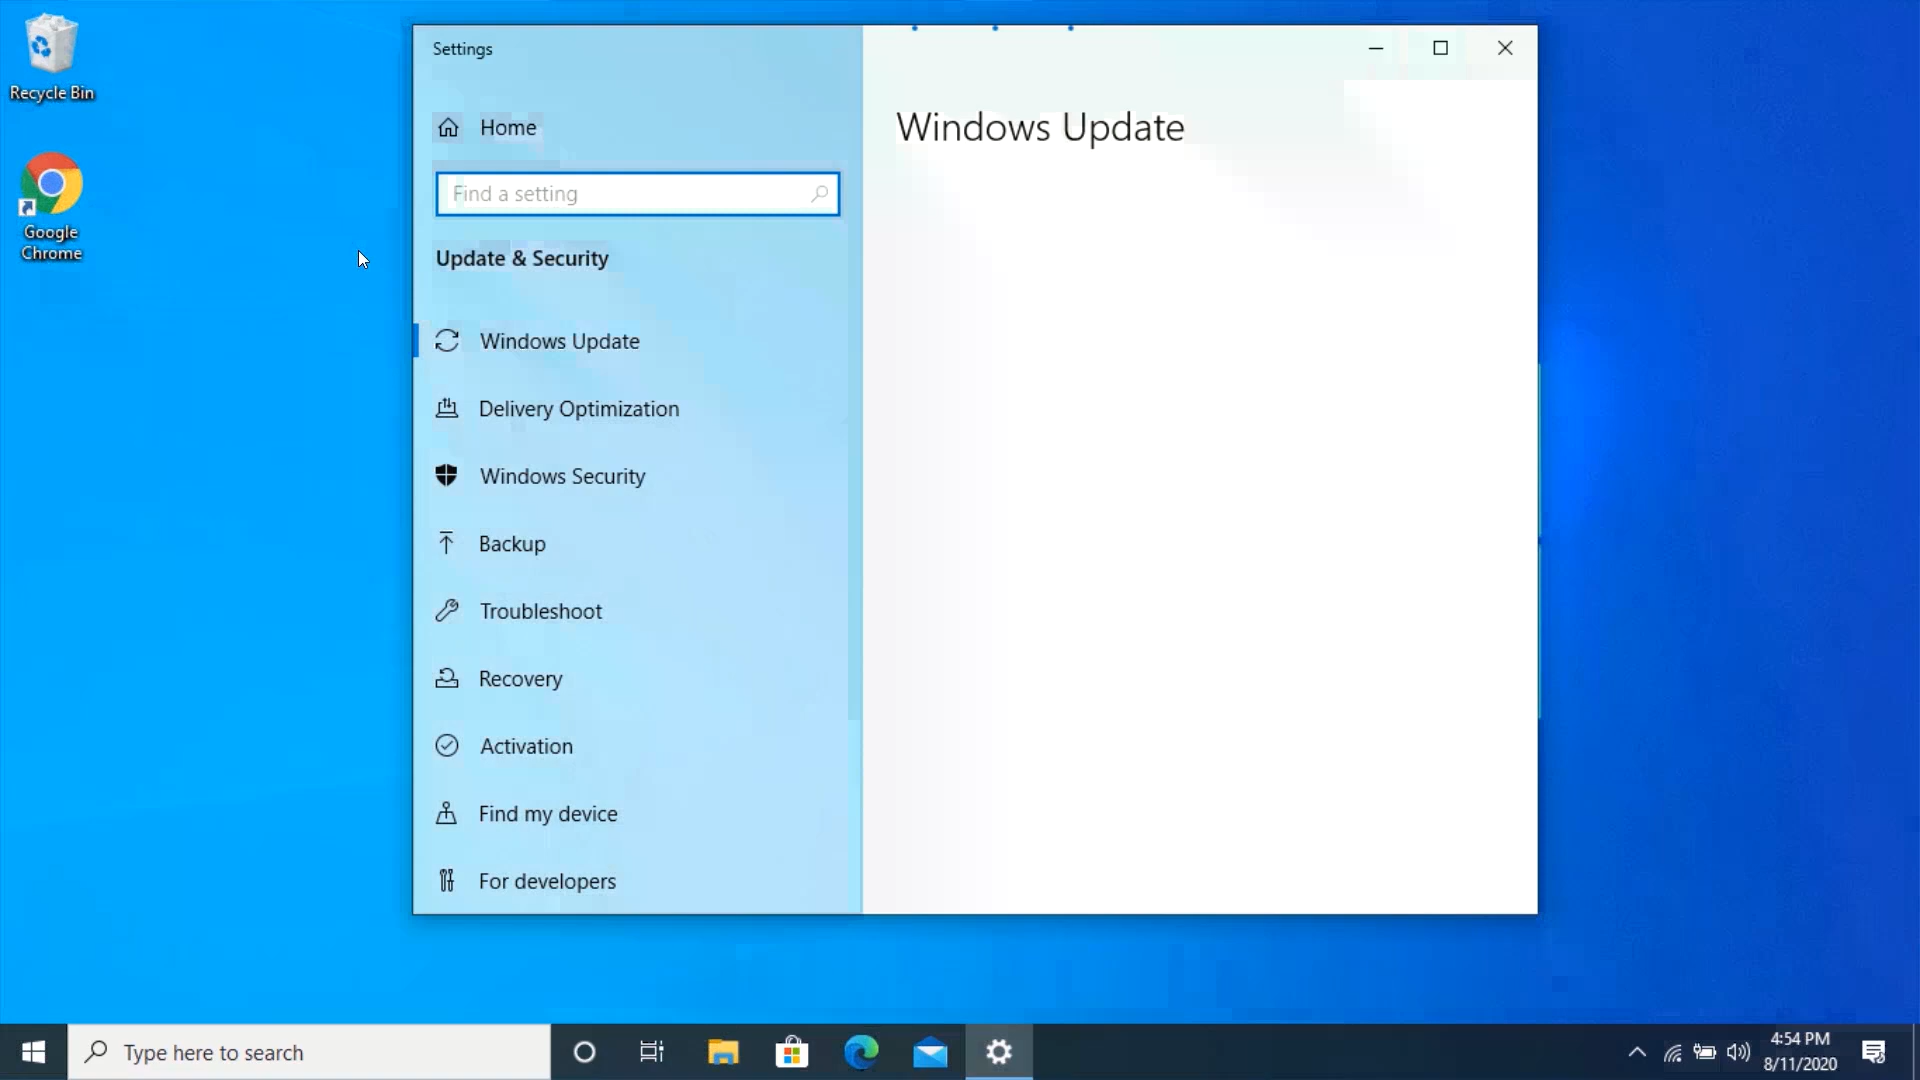 Recycle Bin
Google
Chrome
Settings
Home
Find a setting
Update & Security
Windows Update
Delivery Optimization
Windows Security
Backup
Troubleshoot
Recovery
Activation
Find my device
For developers
Windows Update
Type here to search
4:54 PM
8/11/2020